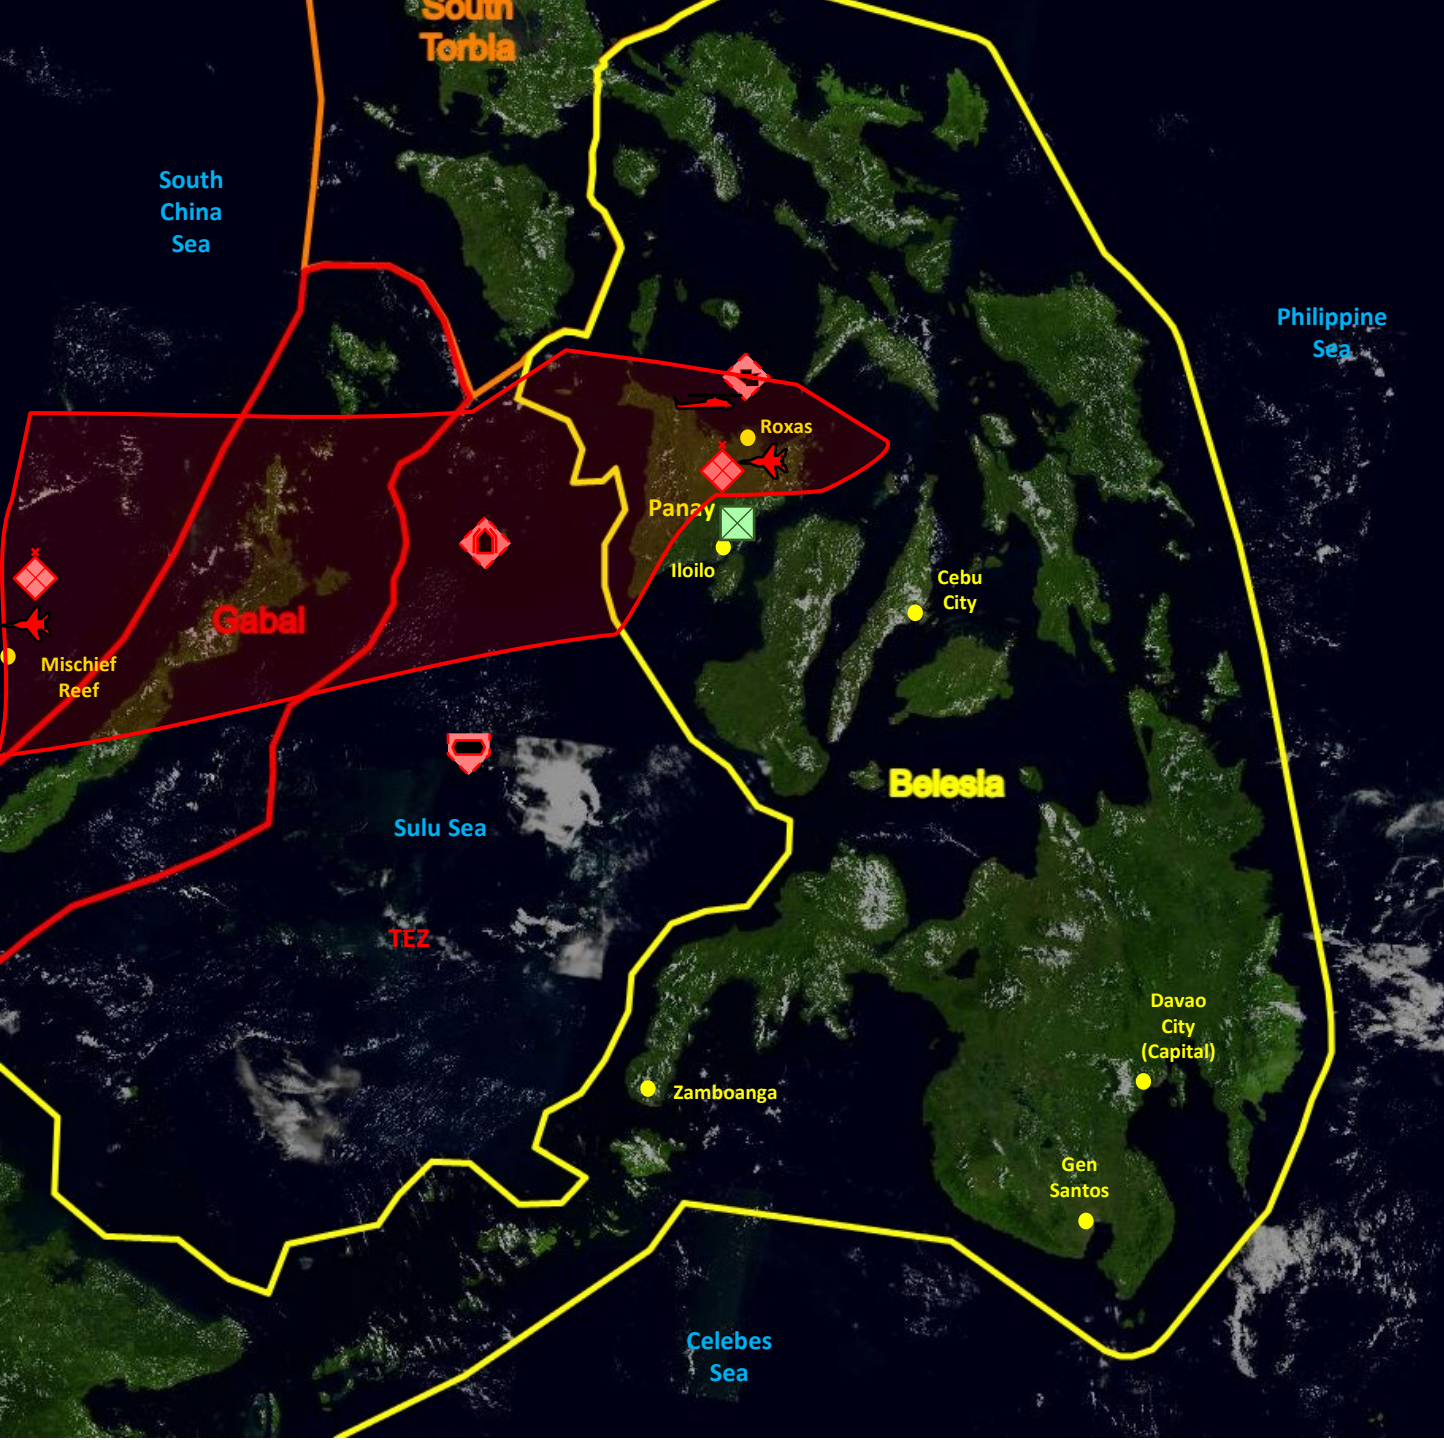 South
Torbia
South
China
Sea
Philippine
Sea
Roxas
Panay
Iloilo
Cebu
City
Gabal
Mischief
Reef
Belesia
Sulu Sea
TEZ
Davao
City
(Capital)
Zamboanga
Gen
Santos
Celebes
Sea